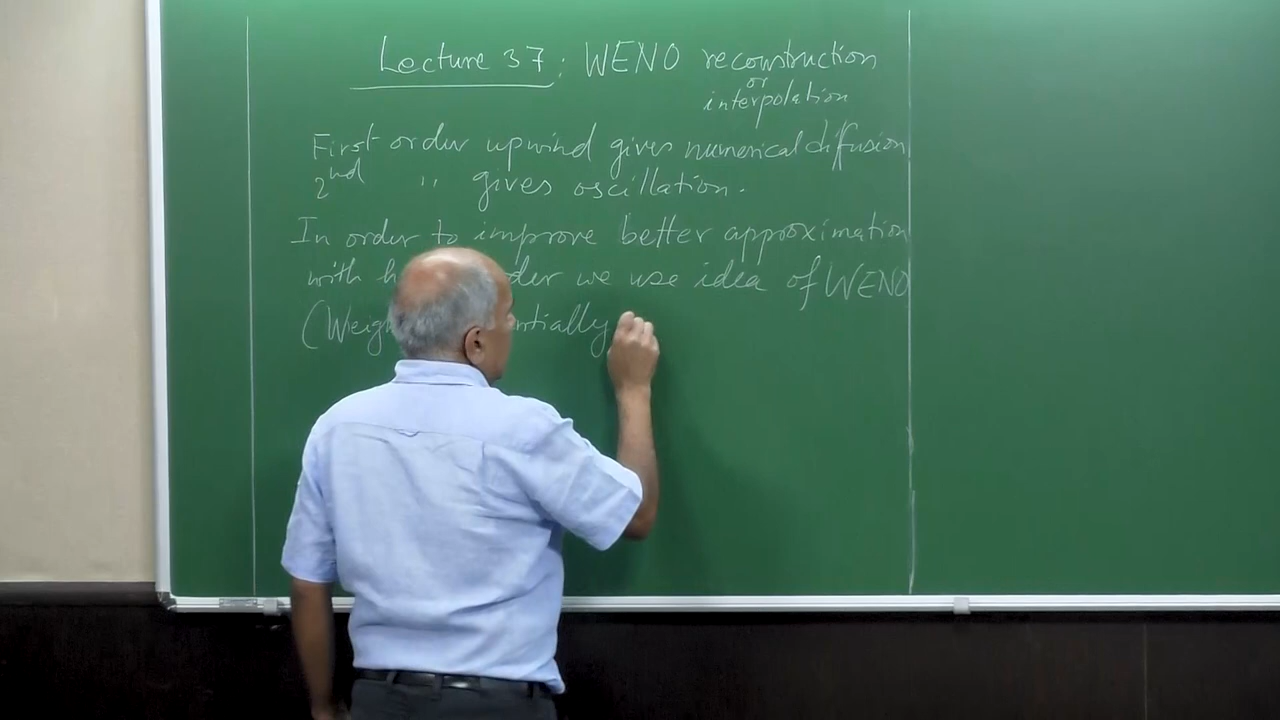 Lecture 37: WENO reconstruction
or
interpolation
First order upwind gives numerical diffusion
2nd " gives oscillation.
In order to improve better approximation
with h der we use idea of WENO
(Weig ntially